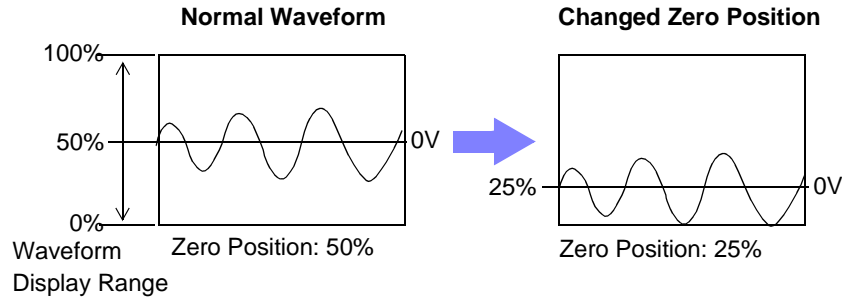 Normal Waveform
100%
50%
0V
0%
Waveform
Display Range
Zero Position: 50%
Changed Zero Position
25%
0V
Zero Position: 25%